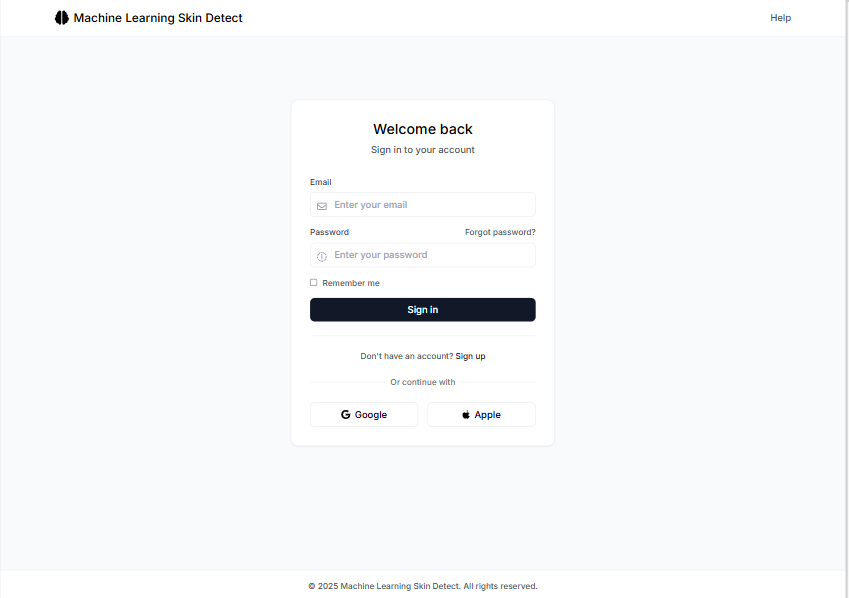 Machine Learning Skin Detect
Help
Welcome back
Sign in to your account
Email
Enter your email
Password
Forgot password?
Enter your password
Remember me
Sign in
Don't have an account? Sign up
Or continue with
Google
Apple
© 2025 Machine Learning Skin Detect. All rights reserved.